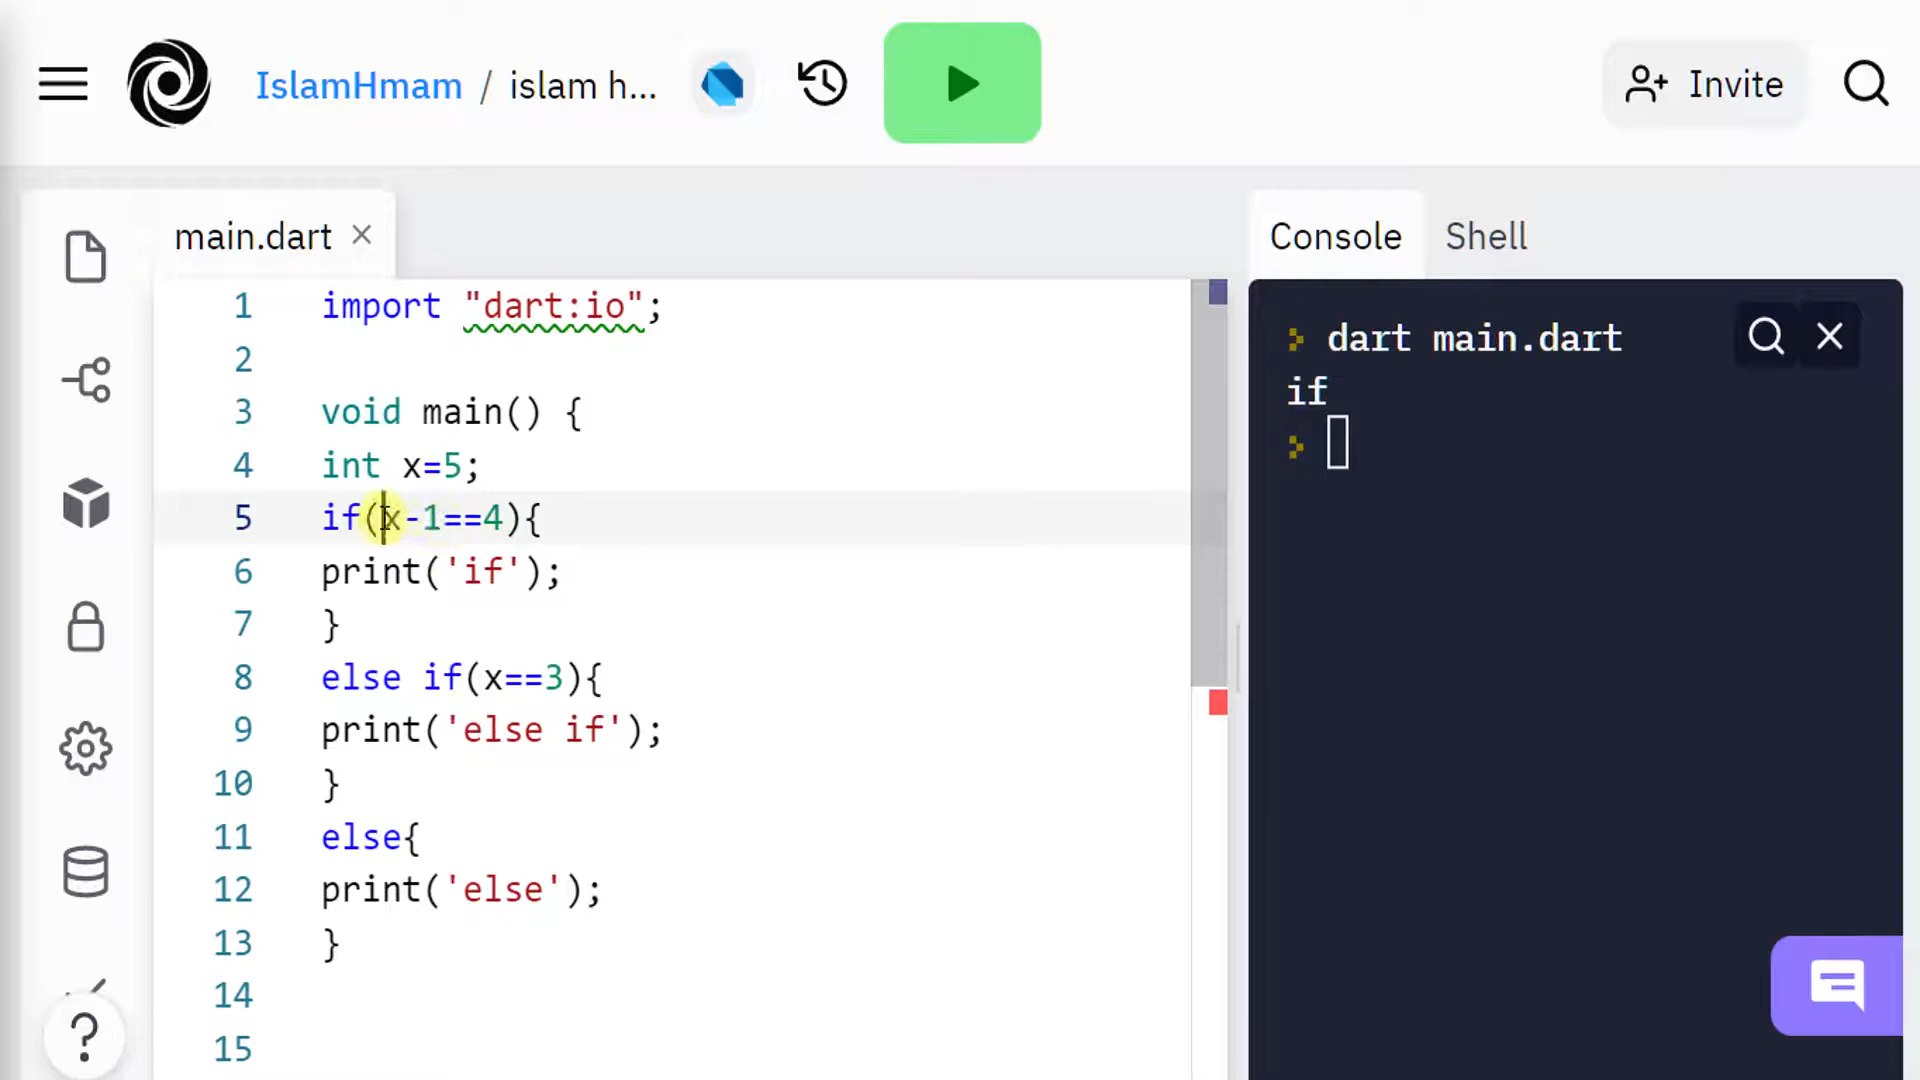 IslamHmam / islam h...
Invite
main.dart
Console Shell
1 import "dart:io";
2
3 void main() {
4 int x=5;
5 if(x-1==4){
6 print('if');
7 }
8 else if(x==3){
9 print('else if');
10 }
11 else{
12 print('else');
13 }
14
15
dart main.dart
if
?